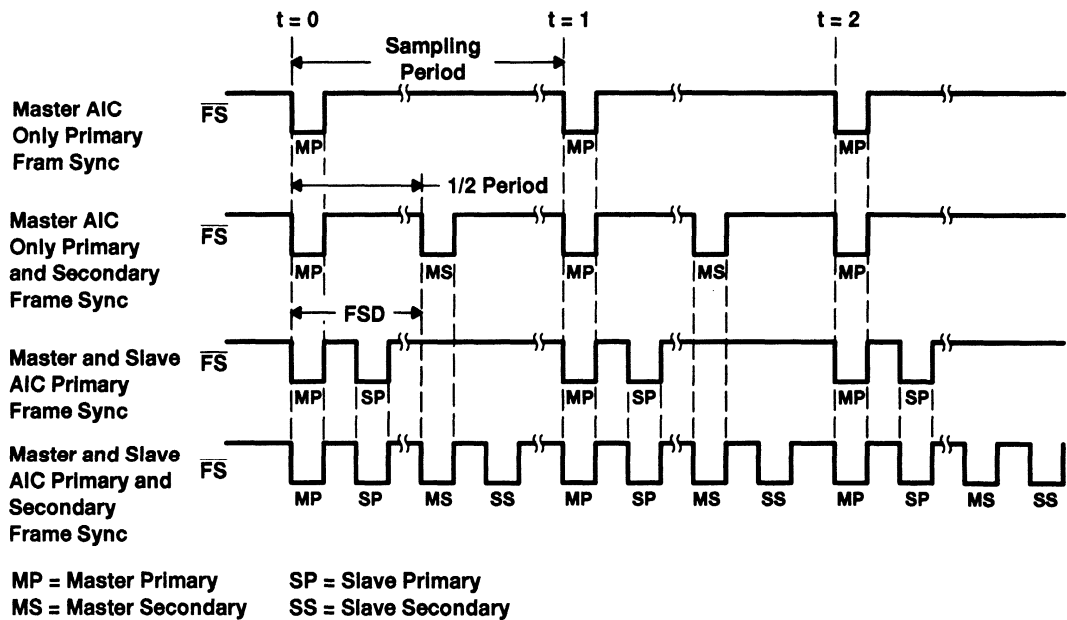 t = 0 t = 1 t = 2
Sampling
Period
Master AIC
Only Primary
Fram Sync
FS
MP MP MP
1/2 Period
Master AIC
Only Primary
and Secondary
Frame Sync
FS
MP MS MP MS MP
FSD
Master and Slave
AIC Primary
Frame Sync
FS
MP SP MP SP MP SP
Master and Slave
AIC Primary and
Secondary
Frame Sync
FS
MP SP MS SS MP SP MS SS MP SP MS SS
MP = Master Primary SP = Slave Primary
MS = Master Secondary SS = Slave Secondary